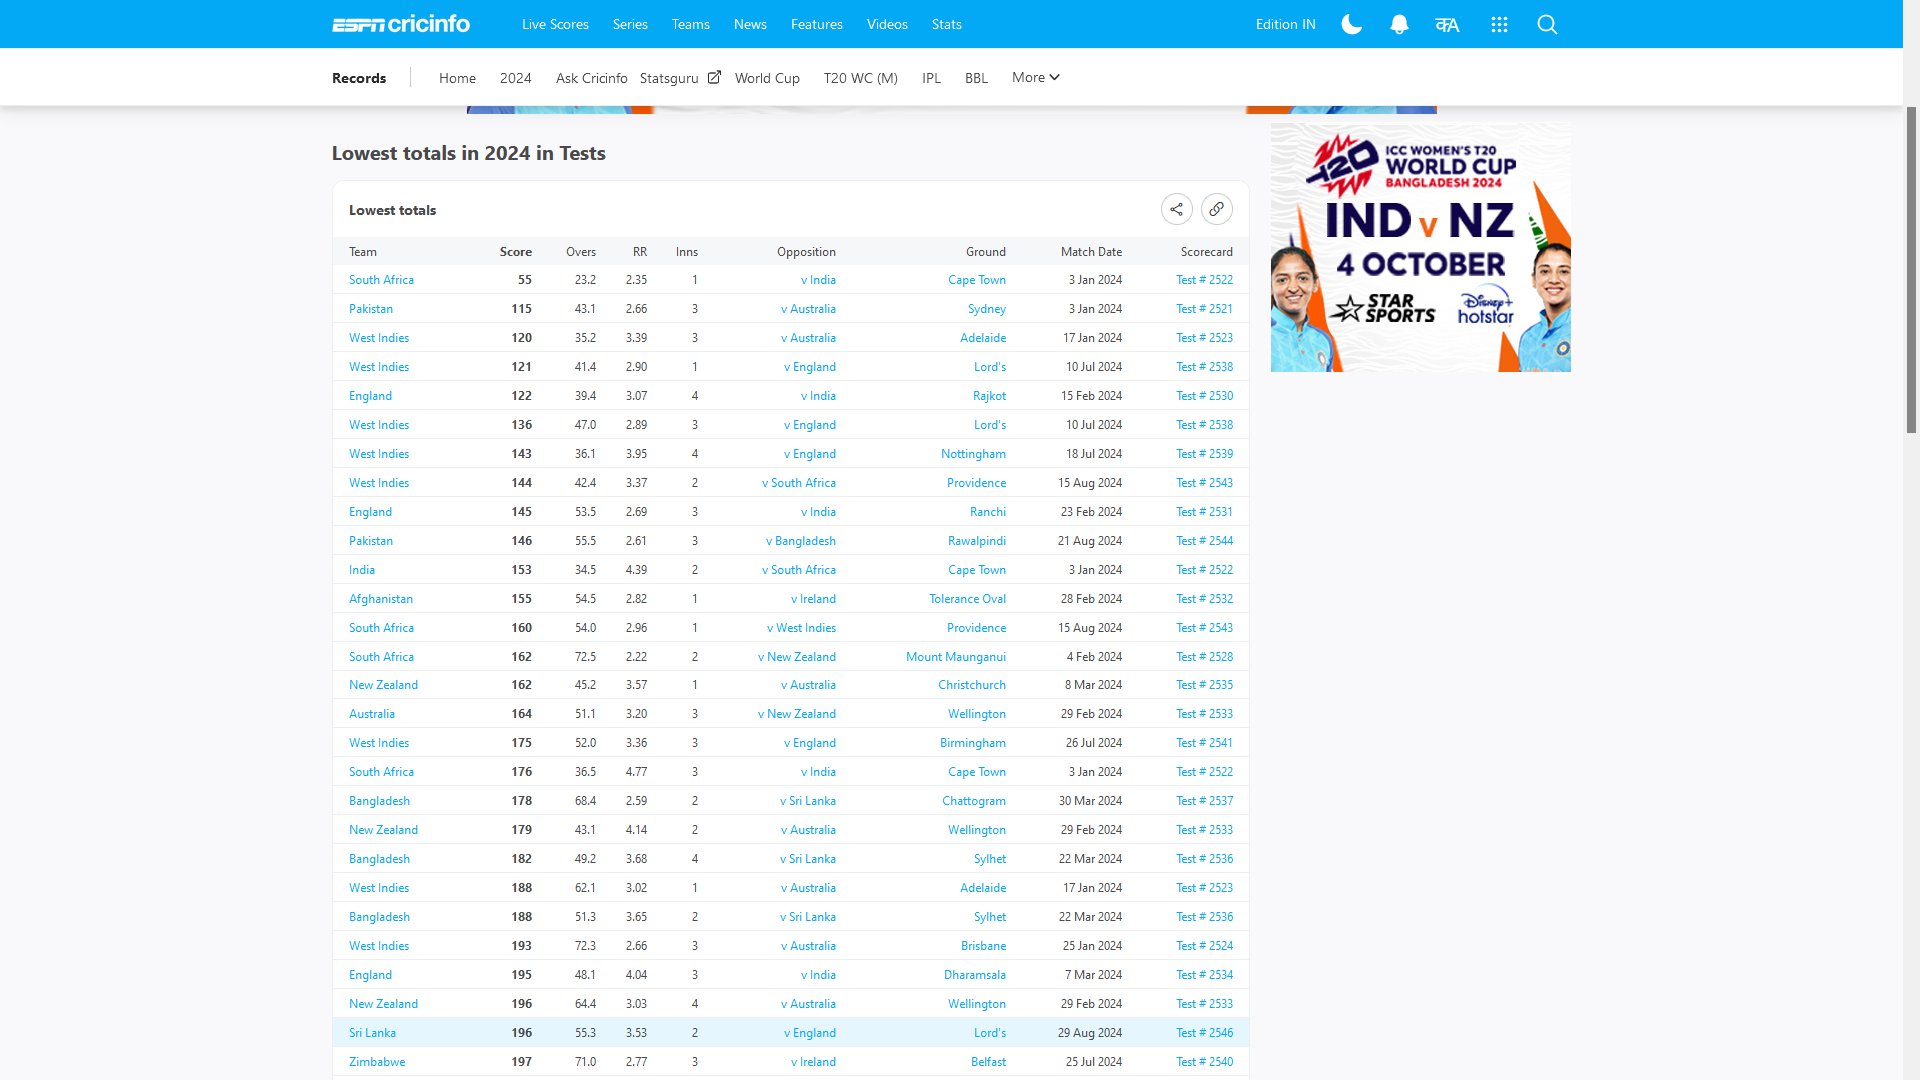 ESPN cricinfo Live Scores Series Teams News Features Videos Stats Edition IN
Records Home 2024 Ask Cricinfo Statsguru World Cup T20 WC (M) IPL BBL More
Lowest totals in 2024 in Tests
Lowest totals
Team Score Overs RR Inns Opposition Ground Match Date Scorecard
South Africa 55 23.2 2.35 1 v India Cape Town 3 Jan 2024 Test # 2522
Pakistan 115 43.1 2.66 3 v Australia Sydney 3 Jan 2024 Test # 2521
West Indies 120 35.2 3.39 3 v Australia Adelaide 17 Jan 2024 Test # 2523
West Indies 121 41.4 2.90 1 v England Lord's 10 Jul 2024 Test # 2538
England 122 39.4 3.07 4 v India Rajkot 15 Feb 2024 Test # 2530
West Indies 136 47.0 2.89 3 v England Lord's 10 Jul 2024 Test # 2538
West Indies 143 36.1 3.95 4 v England Nottingham 18 Jul 2024 Test # 2539
West Indies 144 42.4 3.37 2 v South Africa Providence 15 Aug 2024 Test # 2543
England 145 53.5 2.69 3 v India Ranchi 23 Feb 2024 Test # 2531
Pakistan 146 55.5 2.61 3 v Bangladesh Rawalpindi 21 Aug 2024 Test # 2544
India 153 34.5 4.39 2 v South Africa Cape Town 3 Jan 2024 Test # 2522
Afghanistan 155 54.5 2.82 1 v Ireland Tolerance Oval 28 Feb 2024 Test # 2532
South Africa 160 54.0 2.96 1 v West Indies Providence 15 Aug 2024 Test # 2543
South Africa 162 72.5 2.22 2 v New Zealand Mount Maunganui 4 Feb 2024 Test # 2528
New Zealand 162 45.2 3.57 1 v Australia Christchurch 8 Mar 2024 Test # 2535
Australia 164 51.1 3.20 3 v New Zealand Wellington 29 Feb 2024 Test # 2533
West Indies 175 52.0 3.36 3 v England Birmingham 26 Jul 2024 Test # 2541
South Africa 176 36.5 4.77 3 v India Cape Town 3 Jan 2024 Test # 2522
Bangladesh 178 68.4 2.59 2 v Sri Lanka Chattogram 30 Mar 2024 Test # 2537
New Zealand 179 43.1 4.14 2 v Australia Wellington 29 Feb 2024 Test # 2533
Bangladesh 182 49.2 3.68 4 v Sri Lanka Sylhet 22 Mar 2024 Test # 2536
West Indies 188 62.1 3.02 1 v Australia Adelaide 17 Jan 2024 Test # 2523
Bangladesh 188 51.3 3.65 2 v Sri Lanka Sylhet 22 Mar 2024 Test # 2536
West Indies 193 72.3 2.66 3 v Australia Brisbane 25 Jan 2024 Test # 2524
England 195 48.1 4.04 3 v India Dharamsala 7 Mar 2024 Test # 2534
New Zealand 196 64.4 3.03 4 v Australia Wellington 29 Feb 2024 Test # 2533
Sri Lanka 196 55.3 3.53 2 v England Lord's 29 Aug 2024 Test # 2546
Zimbabwe 197 71.0 2.77 3 v Ireland Belfast 25 Jul 2024 Test # 2540
T20 ICC WOMEN'S T20
WORLD CUP
BANGLADESH 2024
IND v NZ
4 OCTOBER
STAR SPORTS
Disney+ hotstar